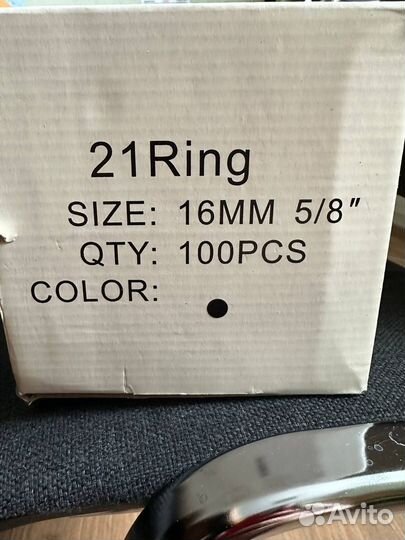 21Ring
SIZE: 16MM 5/8"
QTY: 100PCS
COLOR:
Avito